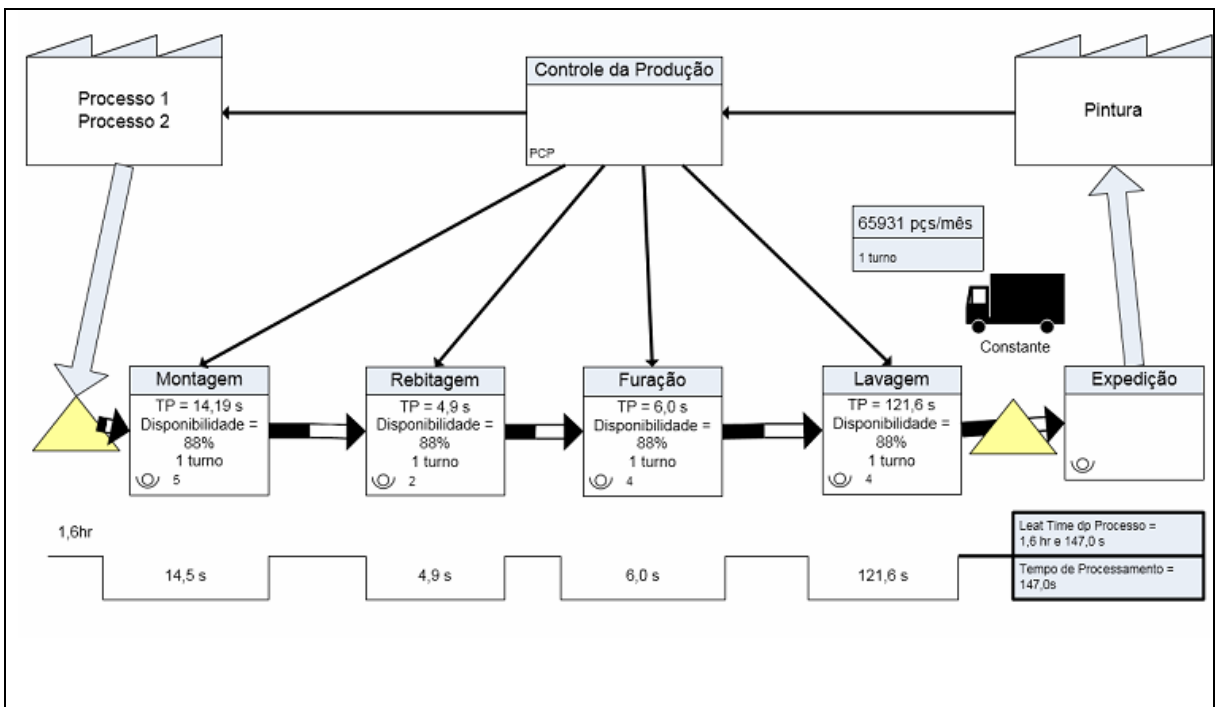 Processo 1
Processo 2
Controle da Produção
PCP
Pintura
65931 pçs/mês
1 turno
Constante
Montagem
TP = 14,19 s
Disponibilidade =
88%
1 turno
5
Rebitagem
TP = 4,9 s
Disponibilidade =
88%
1 turno
2
Furação
TP = 6,0 s
Disponibilidade =
88%
1 turno
4
Lavagem
TP = 121,6 s
Disponibilidade =
88%
1 turno
4
Expedição
1,6hr
14,5 s
4,9 s
6,0 s
121,6 s
Leat Time dp Processo =
1,6 hr e 147,0 s
Tempo de Processamento =
147,0s